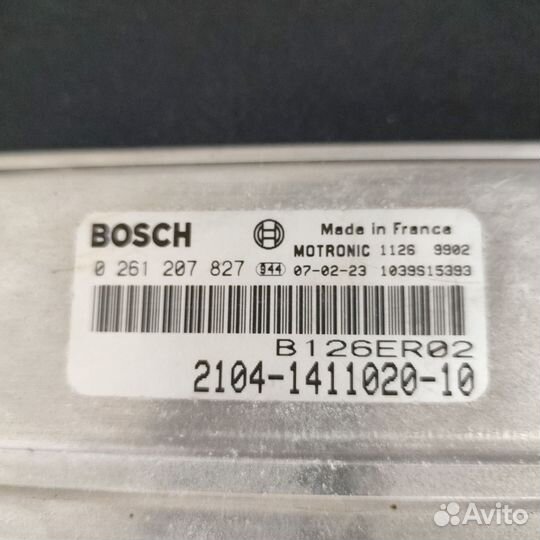 BOSCH
Made in France
MOTRONIC 1126 9902
0 261 207 827 944 07-02-23 1039S15393
B126ER02
2104-1411020-10
Avito